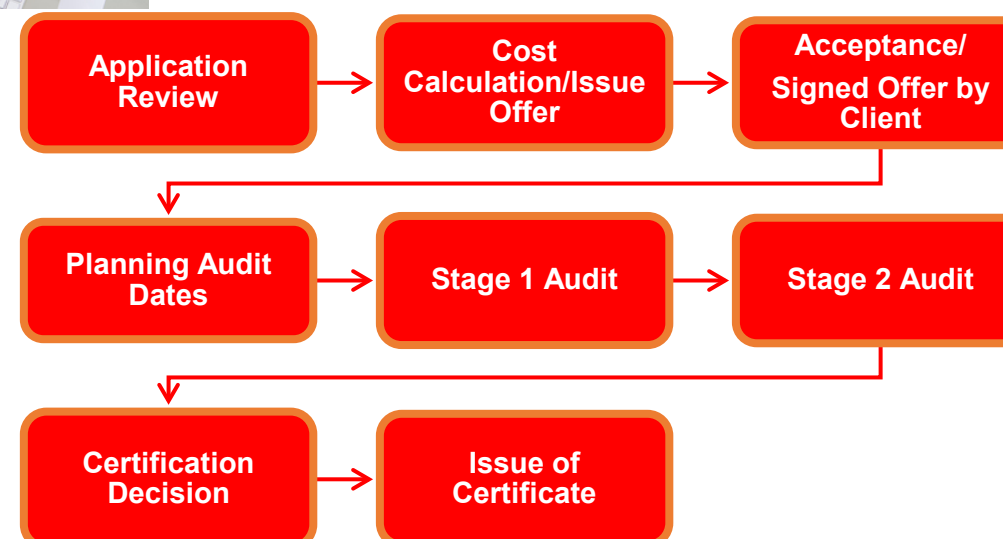 Application
Review
Cost
Calculation/Issue
Offer
Acceptance/
Signed Offer by
Client
Planning Audit
Dates
Stage 1 Audit
Stage 2 Audit
Certification
Decision
Issue of
Certificate